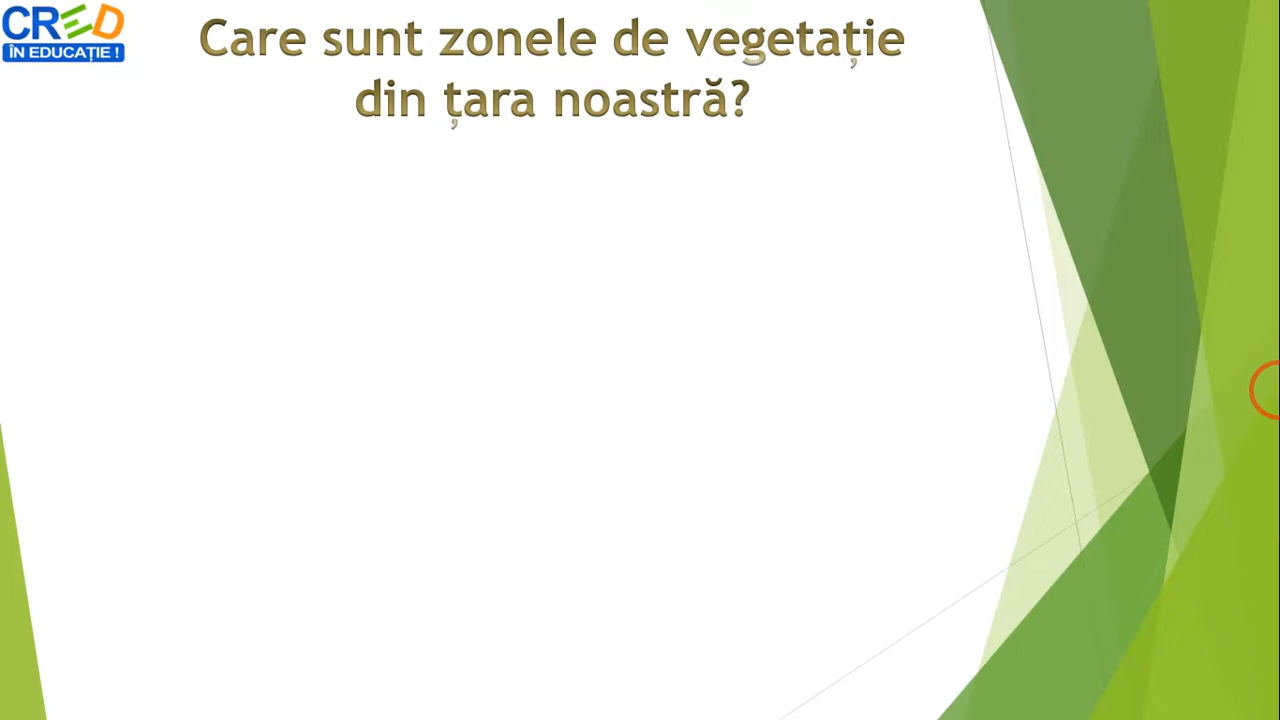 CRED
ÎN EDUCAȚIE !
Care sunt zonele de vegetație
din țara noastră?